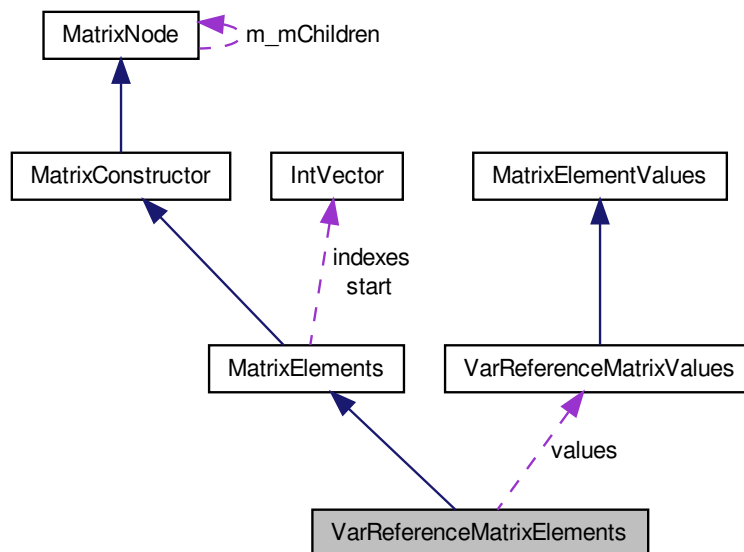 MatrixNode
m_mChildren
MatrixConstructor
IntVector
MatrixElementValues
indexes
start
MatrixElements
VarReferenceMatrixValues
values
VarReferenceMatrixElements